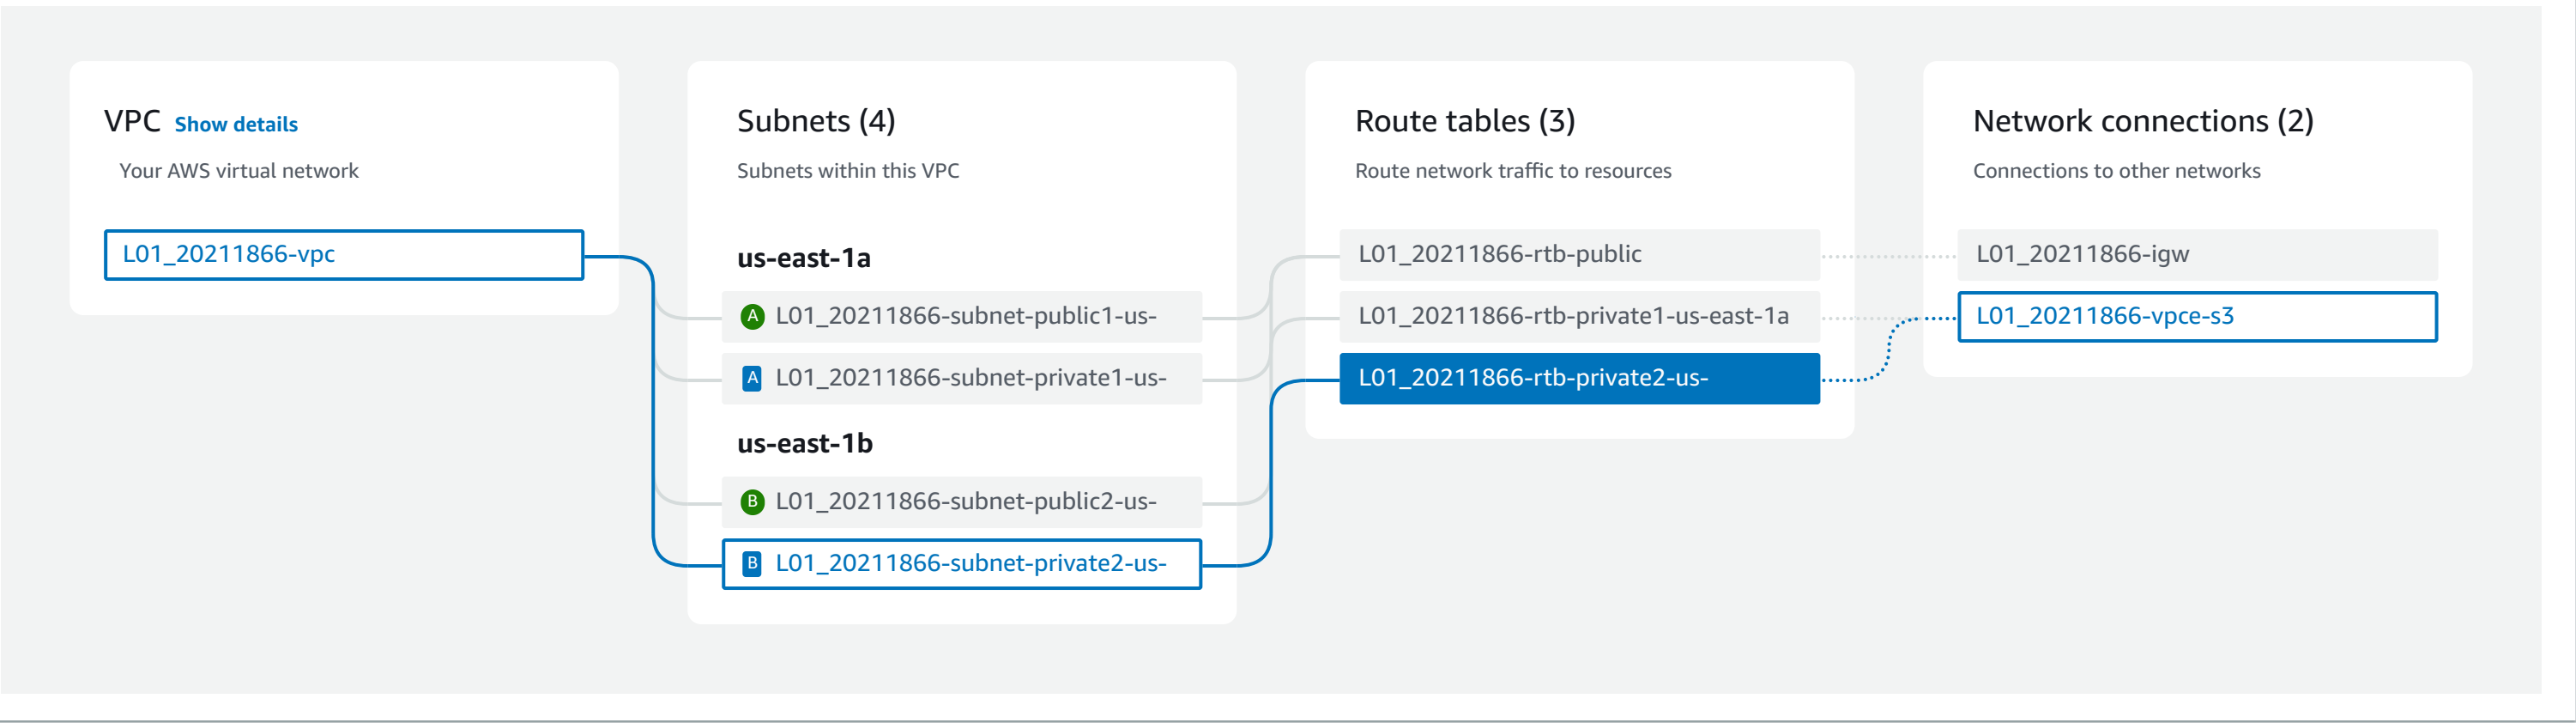 VPC Show details
Your AWS virtual network
L01_20211866-vpc
Subnets (4)
Subnets within this VPC
us-east-1a
A L01_20211866-subnet-public1-us-
A L01_20211866-subnet-private1-us-
us-east-1b
B L01_20211866-subnet-public2-us-
B L01_20211866-subnet-private2-us-
Route tables (3)
Route network traffic to resources
L01_20211866-rtb-public
L01_20211866-rtb-private1-us-east-1a
L01_20211866-rtb-private2-us-
Network connections (2)
Connections to other networks
L01_20211866-igw
L01_20211866-vpce-s3